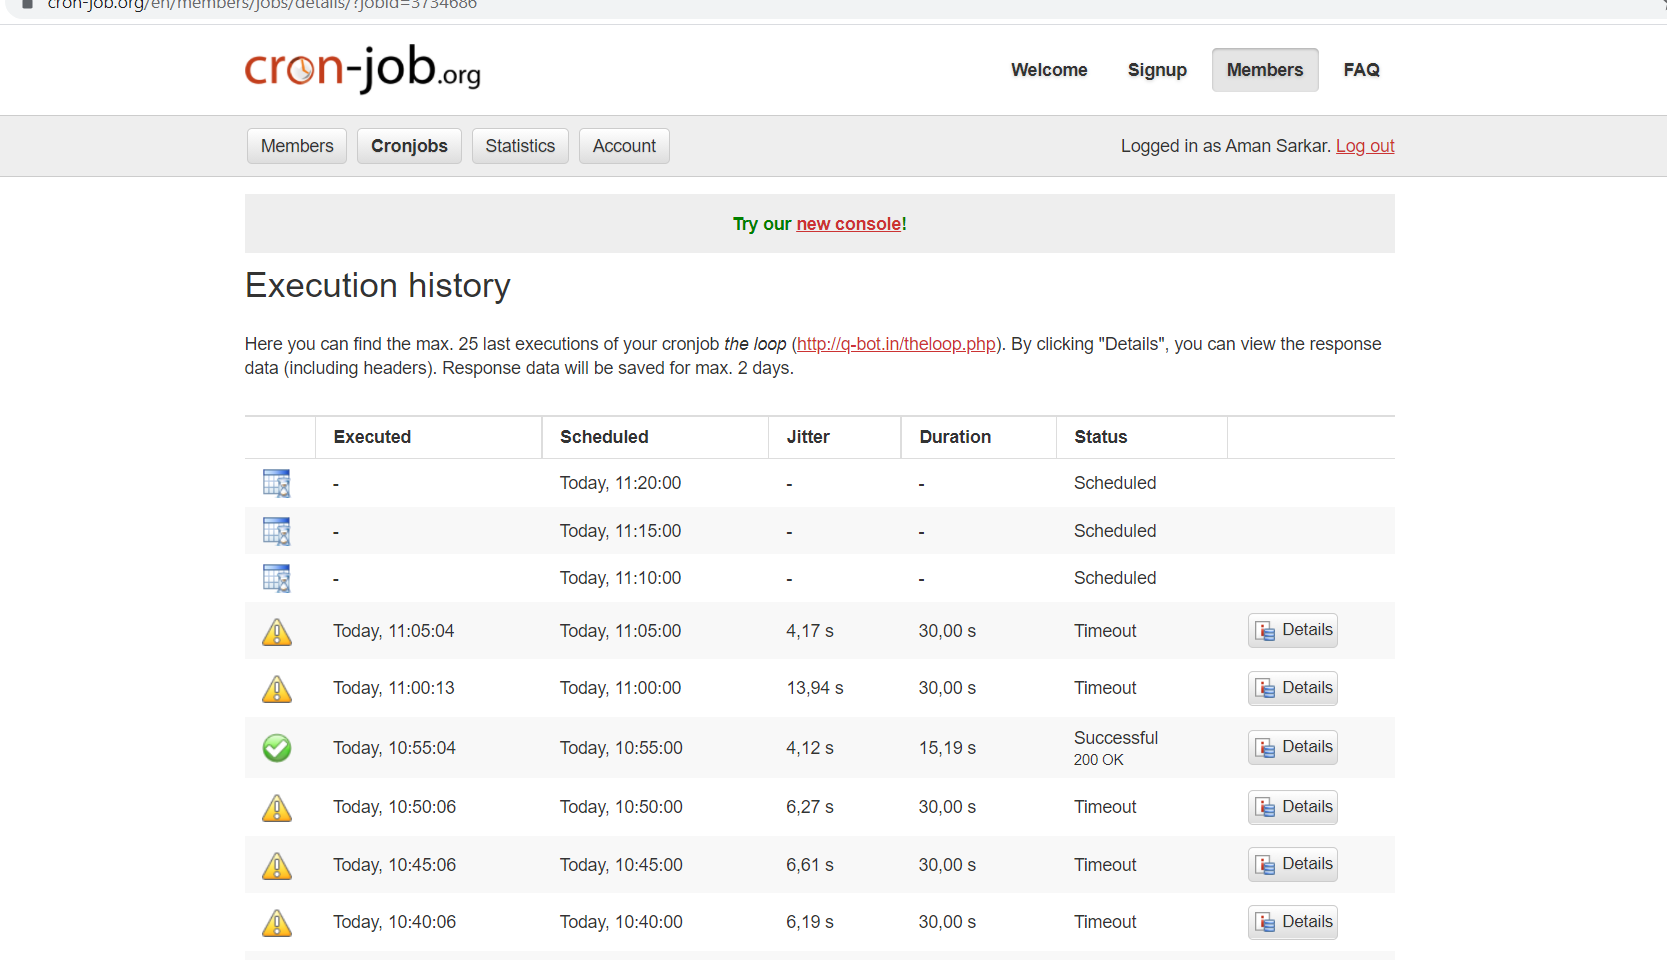 cron-job.org/en/members/jobs/details/?jobid=3734686
cron-job.org
Welcome Signup Members FAQ
Members Cronjobs Statistics Account Logged in as Aman Sarkar. Log out
Try our new console!
Execution history
Here you can find the max. 25 last executions of your cronjob the loop (http://q-bot.in/theloop.php). By clicking "Details", you can view the response
data (including headers). Response data will be saved for max. 2 days.
Executed Scheduled Jitter Duration Status
- Today, 11:20:00 - - Scheduled
- Today, 11:15:00 - - Scheduled
- Today, 11:10:00 - - Scheduled
Today, 11:05:04 Today, 11:05:00 4,17 s 30,00 s Timeout Details
Today, 11:00:13 Today, 11:00:00 13,94 s 30,00 s Timeout Details
Today, 10:55:04 Today, 10:55:00 4,12 s 15,19 s Successful Details
200 OK
Today, 10:50:06 Today, 10:50:00 6,27 s 30,00 s Timeout Details
Today, 10:45:06 Today, 10:45:00 6,61 s 30,00 s Timeout Details
Today, 10:40:06 Today, 10:40:00 6,19 s 30,00 s Timeout Details